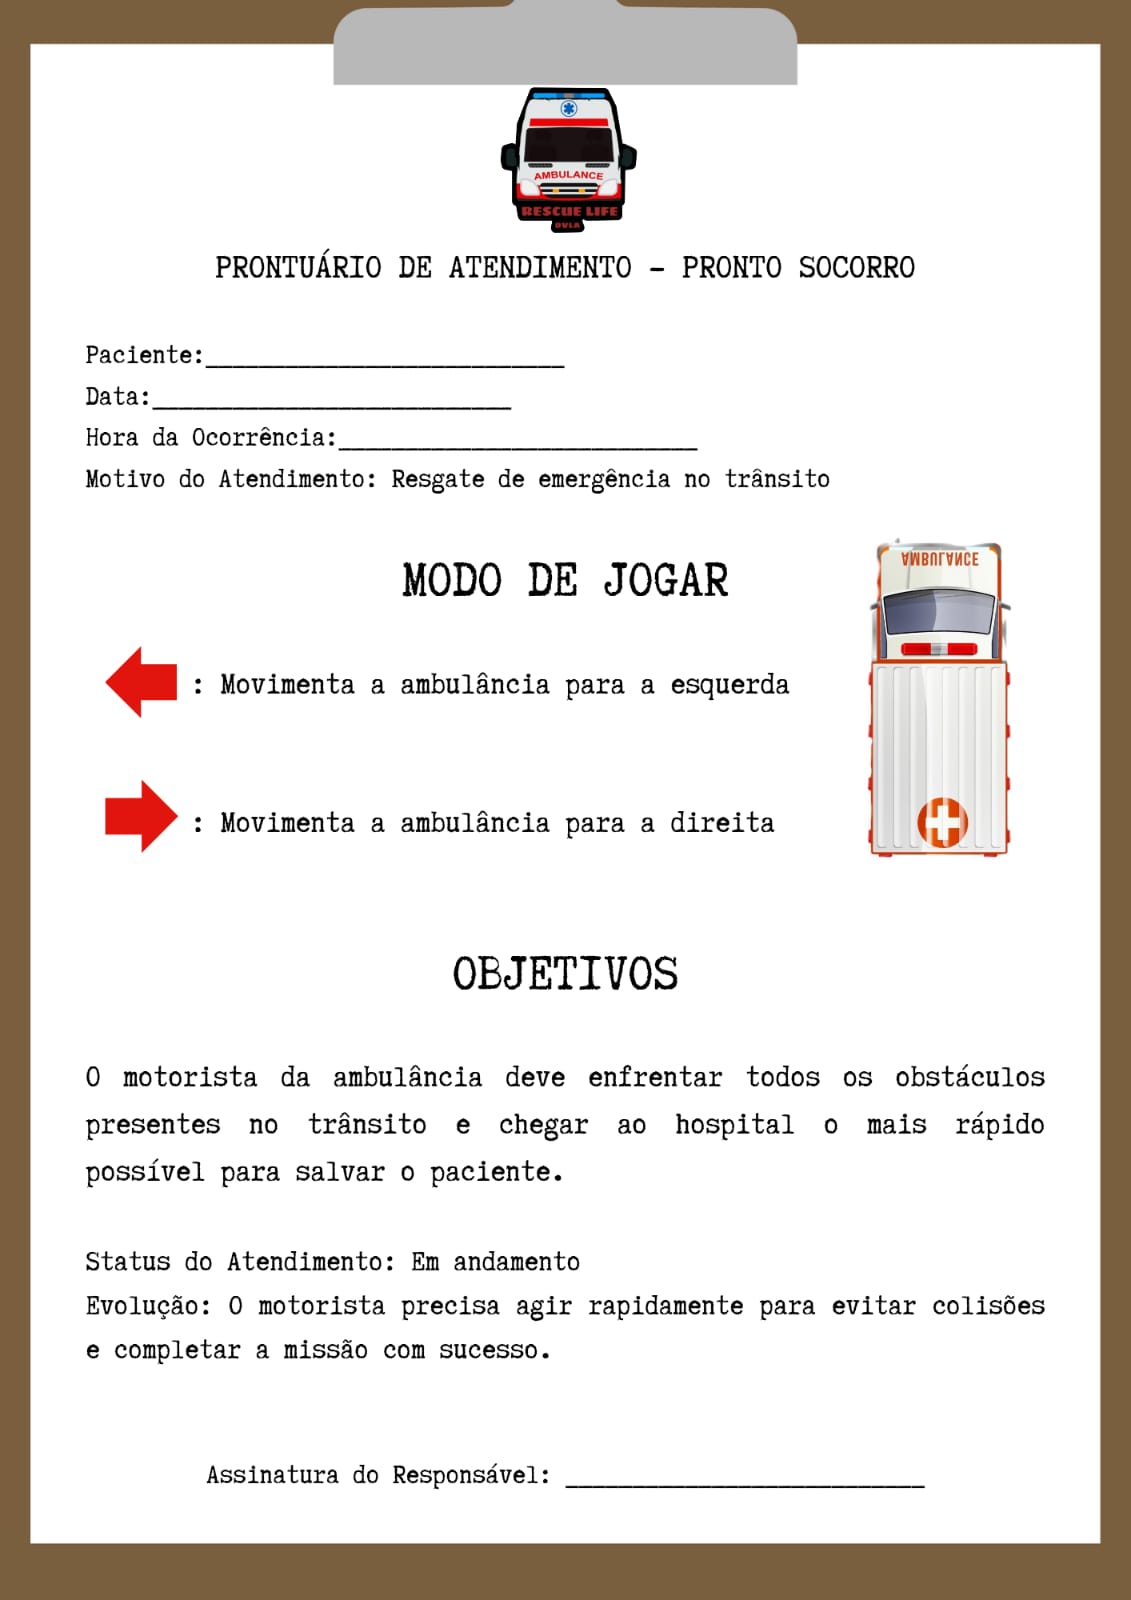 AMBULANCE
RESCUE LIFE
DVLA
PRONTUÁRIO DE ATENDIMENTO - PRONTO SOCORRO
Paciente:___________________________
Data:___________________________
Hora da Ocorrência:___________________________
Motivo do Atendimento: Resgate de emergência no trânsito
AMBULANCE
MODO DE JOGAR
: Movimenta a ambulância para a esquerda
: Movimenta a ambulância para a direita
OBJETIVOS
O motorista da ambulância deve enfrentar todos os obstáculos
presentes no trânsito e chegar ao hospital o mais rápido
possível para salvar o paciente.
Status do Atendimento: Em andamento
Evolução: O motorista precisa agir rapidamente para evitar colisões
e completar a missão com sucesso.
Assinatura do Responsável: ___________________________